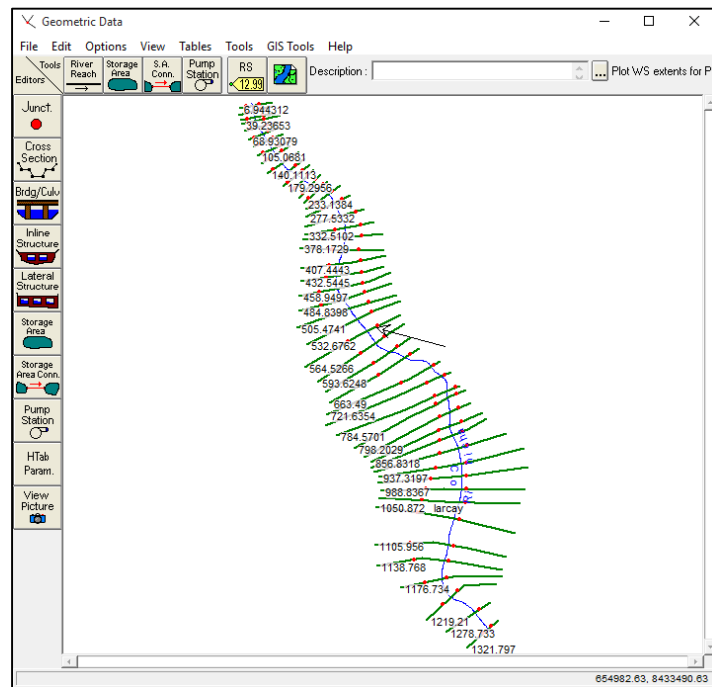 Geometric Data
File Edit Options View Tables Tools GIS Tools Help
Tools
Editors
River
Reach
Storage
Area
S.A.
Conn.
Pump
Station
RS
12.99
Description :
...
Plot WS extents for P
Junct.
Cross
Section
Brdg/Culv
Inline
Structure
Lateral
Structure
Storage
Area
Storage
Area Conn.
Pump
Station
HTab
Param.
View
Picture
6.944312
39.23653
68.93079
105.0681
140.1113
179.2956
233.1384
277.5332
332.5102
378.1729
407.4443
432.5445
458.9497
484.8398
505.4741
532.6762
564.5266
593.6248
663.49
721.6354
784.5701
798.2029
856.8318
937.3197
988.8367
1050.872 larcay
1105.956
1138.768
1176.734
1219.21
1278.733
1321.797
654982.63, 8433490.63